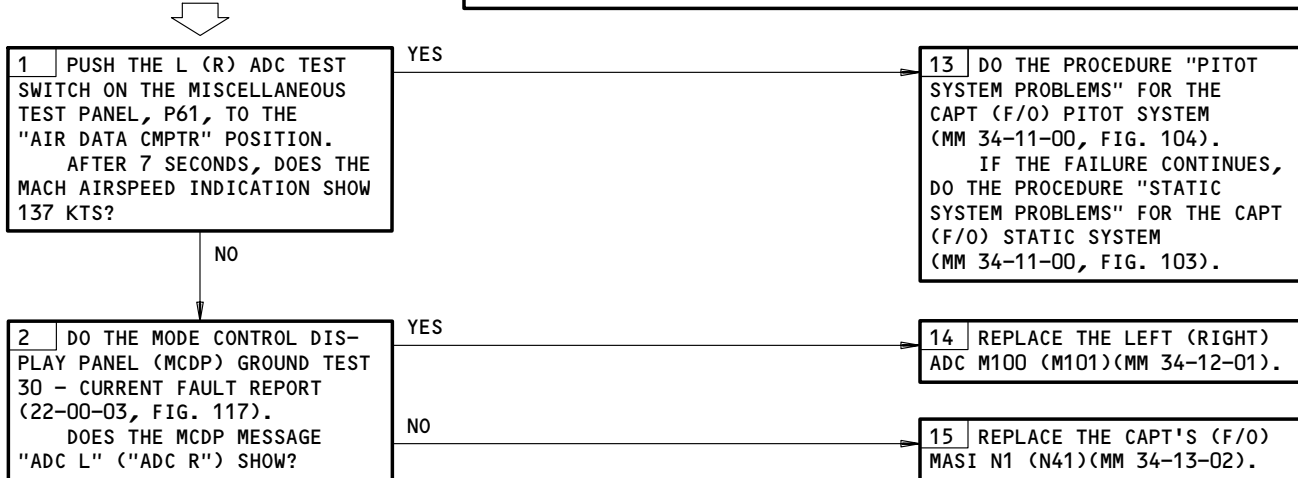 1 PUSH THE L (R) ADC TEST
SWITCH ON THE MISCELLANEOUS
TEST PANEL, P61, TO THE
"AIR DATA CMPTR" POSITION.
AFTER 7 SECONDS, DOES THE
MACH AIRSPEED INDICATION SHOW
137 KTS?
YES
13 DO THE PROCEDURE "PITOT
SYSTEM PROBLEMS" FOR THE
CAPT (F/O) PITOT SYSTEM
(MM 34-11-00, FIG. 104).
IF THE FAILURE CONTINUES,
DO THE PROCEDURE "STATIC
SYSTEM PROBLEMS" FOR THE CAPT
(F/O) STATIC SYSTEM
(MM 34-11-00, FIG. 103).
NO
2 DO THE MODE CONTROL DIS-
PLAY PANEL (MCDP) GROUND TEST
30 - CURRENT FAULT REPORT
(22-00-03, FIG. 117).
DOES THE MCDP MESSAGE
"ADC L" ("ADC R") SHOW?
YES
14 REPLACE THE LEFT (RIGHT)
ADC M100 (M101)(MM 34-12-01).
NO
15 REPLACE THE CAPT'S (F/O)
MASI N1 (N41)(MM 34-13-02).